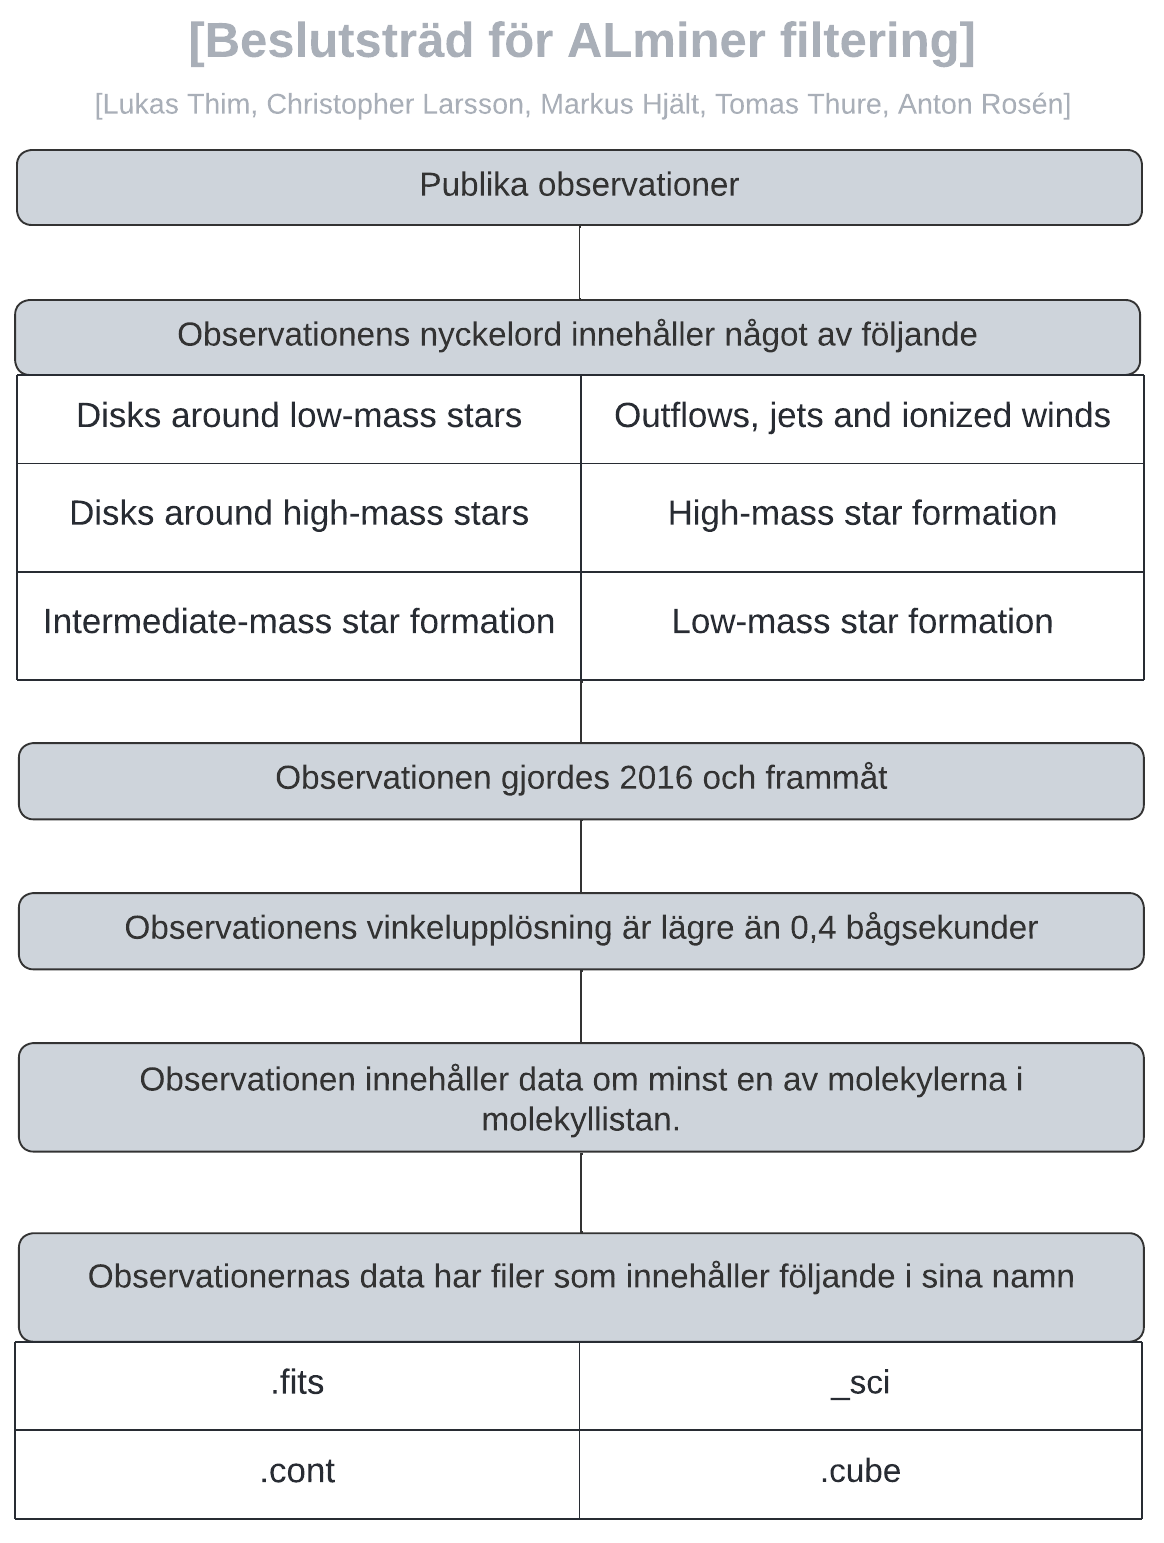 [Beslutsträd för ALminer filtering]
[Lukas Thim, Christopher Larsson, Markus Hjält, Tomas Thure, Anton Rosén]
Publika observationer
Observationens nyckelord innehåller något av följande
Disks around low-mass stars
Outflows, jets and ionized winds
Disks around high-mass stars
High-mass star formation
Intermediate-mass star formation
Low-mass star formation
Observationen gjordes 2016 och frammåt
Observationens vinkelupplösning är lägre än 0,4 bågsekunder
Observationen innehåller data om minst en av molekylerna i
molekyllistan.
Observationernas data har filer som innehåller följande i sina namn
.fits
_sci
.cont
.cube